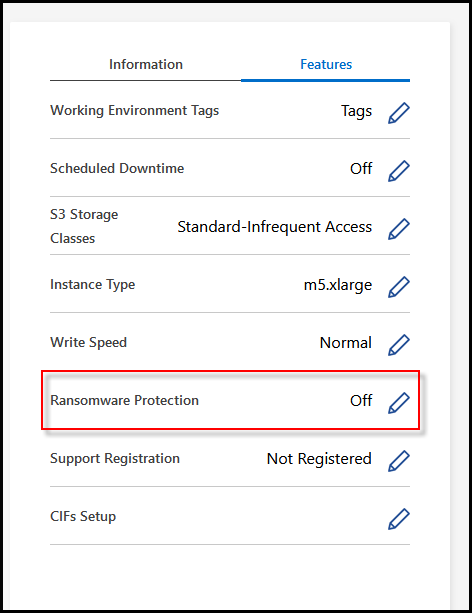 Information Features
Working Environment Tags Tags
Scheduled Downtime Off
S3 Storage
Classes Standard-Infrequent Access
Instance Type m5.xlarge
Write Speed Normal
Ransomware Protection Off
Support Registration Not Registered
CIFs Setup